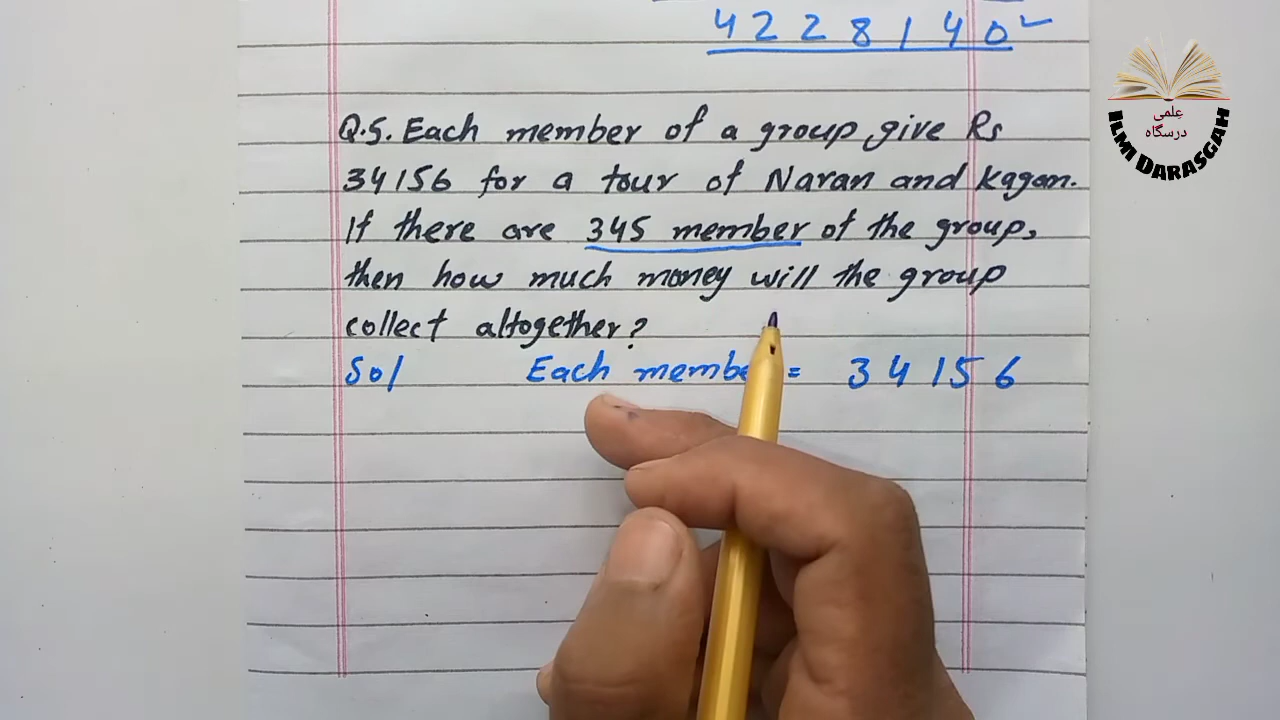 4228140
Q.5. Each member of a group give Rs
34156 for a tour of Naran and Kagan.
If there are 345 member of the group,
then how much money will the group
collect altogether?
Sol Each member = 34156
عِلمی
درسگاہ
ILMI DARASGAH